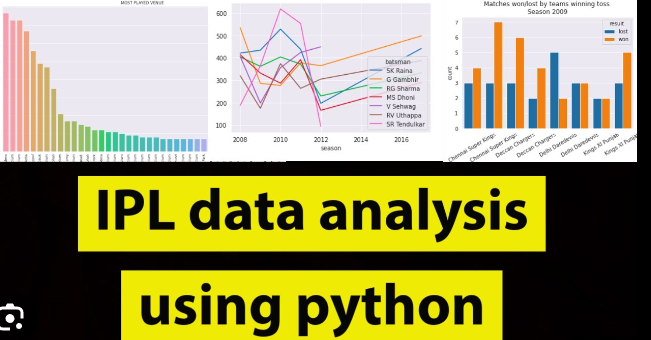 MOST PLAYED VENUE
600
500
400
300
200
100
2008
2010
2012
2014
2016
season
batsman
SK Raina
G Gambhir
RG Sharma
MS Dhoni
V Sehwag
RV Uthappa
SR Tendulkar
Matches won/lost by teams winning toss
Season 2009
result
lost
won
count
7
6
5
4
3
2
1
0
Chennai Super Kings
Chennai Super Kings
Deccan Chargers
Deccan Chargers
Delhi Daredevils
Delhi Daredevils
Kings XI Punjab
Kings XI Punjab
IPL data analysis
using python